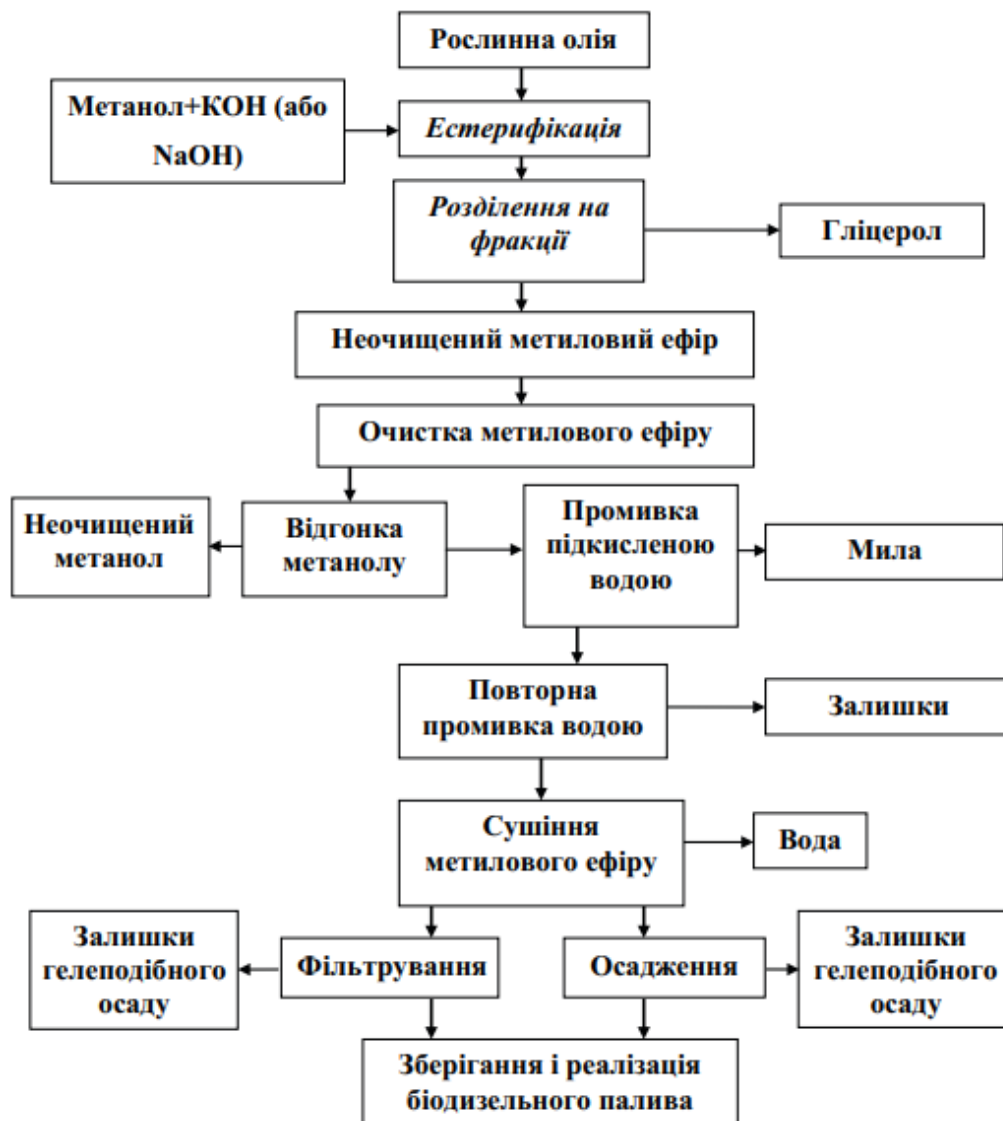 Рослинна олія
Метанол+КОН (або
NaOH)
Естерифікація
Розділення на
фракції
Гліцерол
Неочищений метиловий ефір
Очистка метилового ефіру
Неочищений
метанол
Відгонка
метанолу
Промивка
підкисленою
водою
Мила
Повторна
промивка водою
Залишки
Сушіння
метилового ефіру
Вода
Залишки
гелеподібного
осаду
Фільтрування
Осадження
Залишки
гелеподібного
осаду
Зберігання і реалізація
біодизельного палива